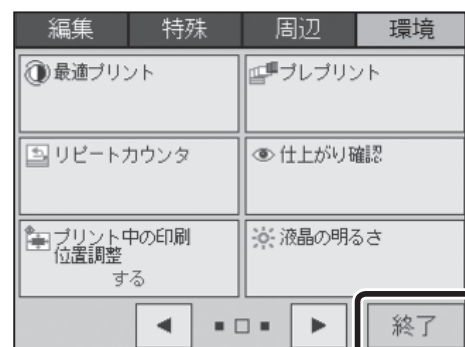 編集 特殊 周辺 環境
最適プリント プレプリント
リピートカウンタ 仕上がり確認
プリント中の印刷
位置調整
する
液晶の明るさ
終了